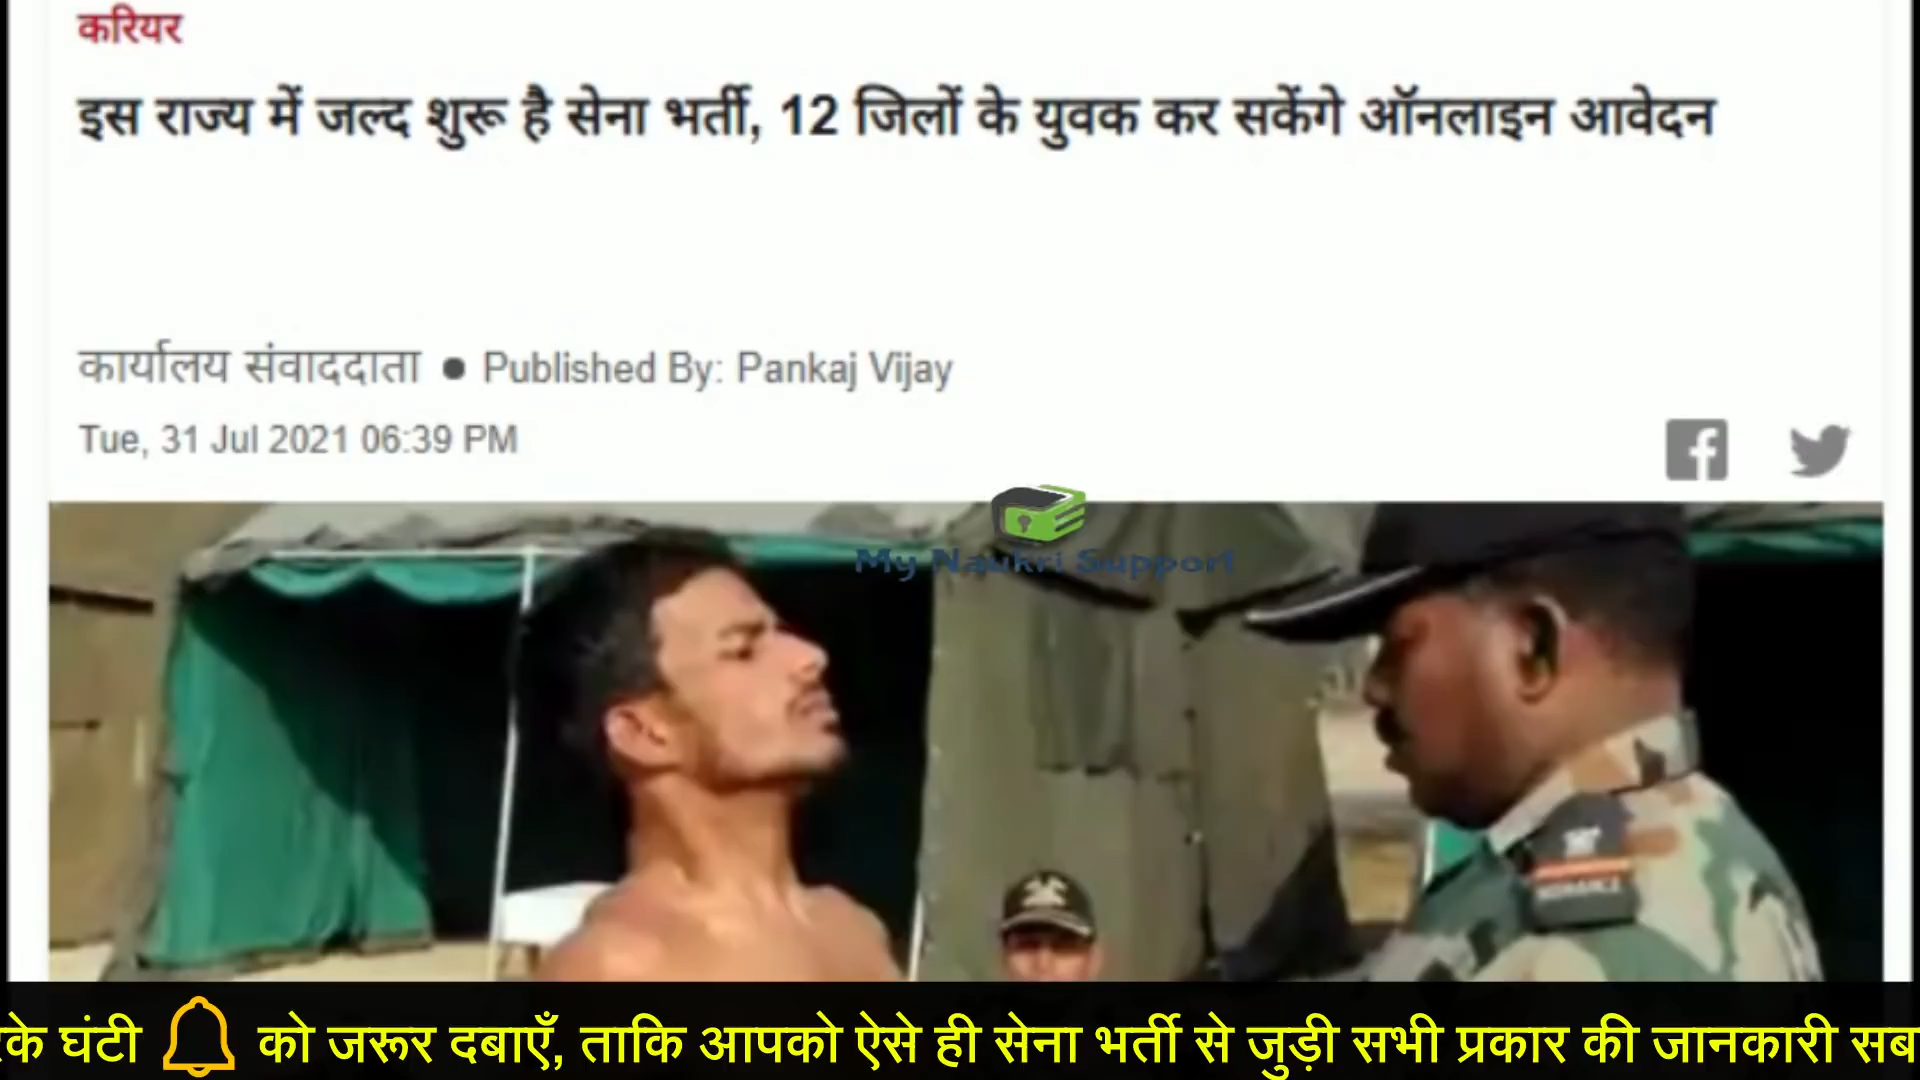 करियर
इस राज्य में जल्द शुरू है सेना भर्ती, 12 जिलों के युवक कर सकेंगे ऑनलाइन आवेदन
कार्यालय संवाददाता ● Published By: Pankaj Vijay
Tue, 31 Jul 2021 06:39 PM
My Naukri Support
घंटी को जरूर दबाएँ, ताकि आपको ऐसे ही सेना भर्ती से जुड़ी सभी प्रकार की जानकारी